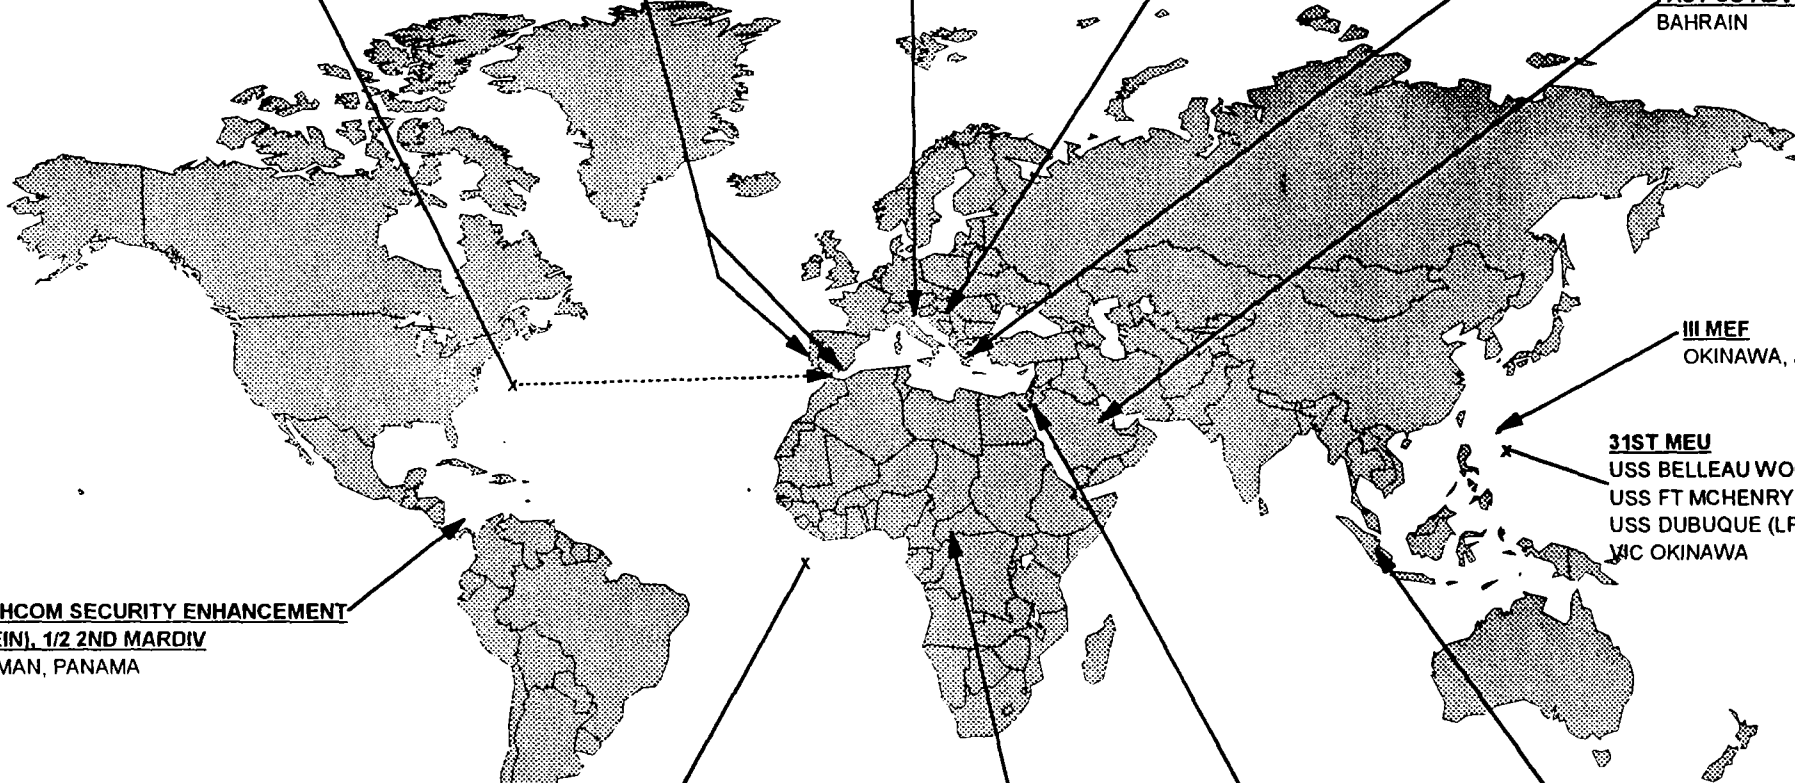 BAHRAIN
III MEF
OKINAWA,
31ST MEU
USS BELLEAU WO
USS FT MCHENRY
USS DUBUQUE (LP
VIC OKINAWA
HCOM SECURITY ENHANCEMENT
EIN), 1/2 2ND MARDIV
MAN, PANAMA